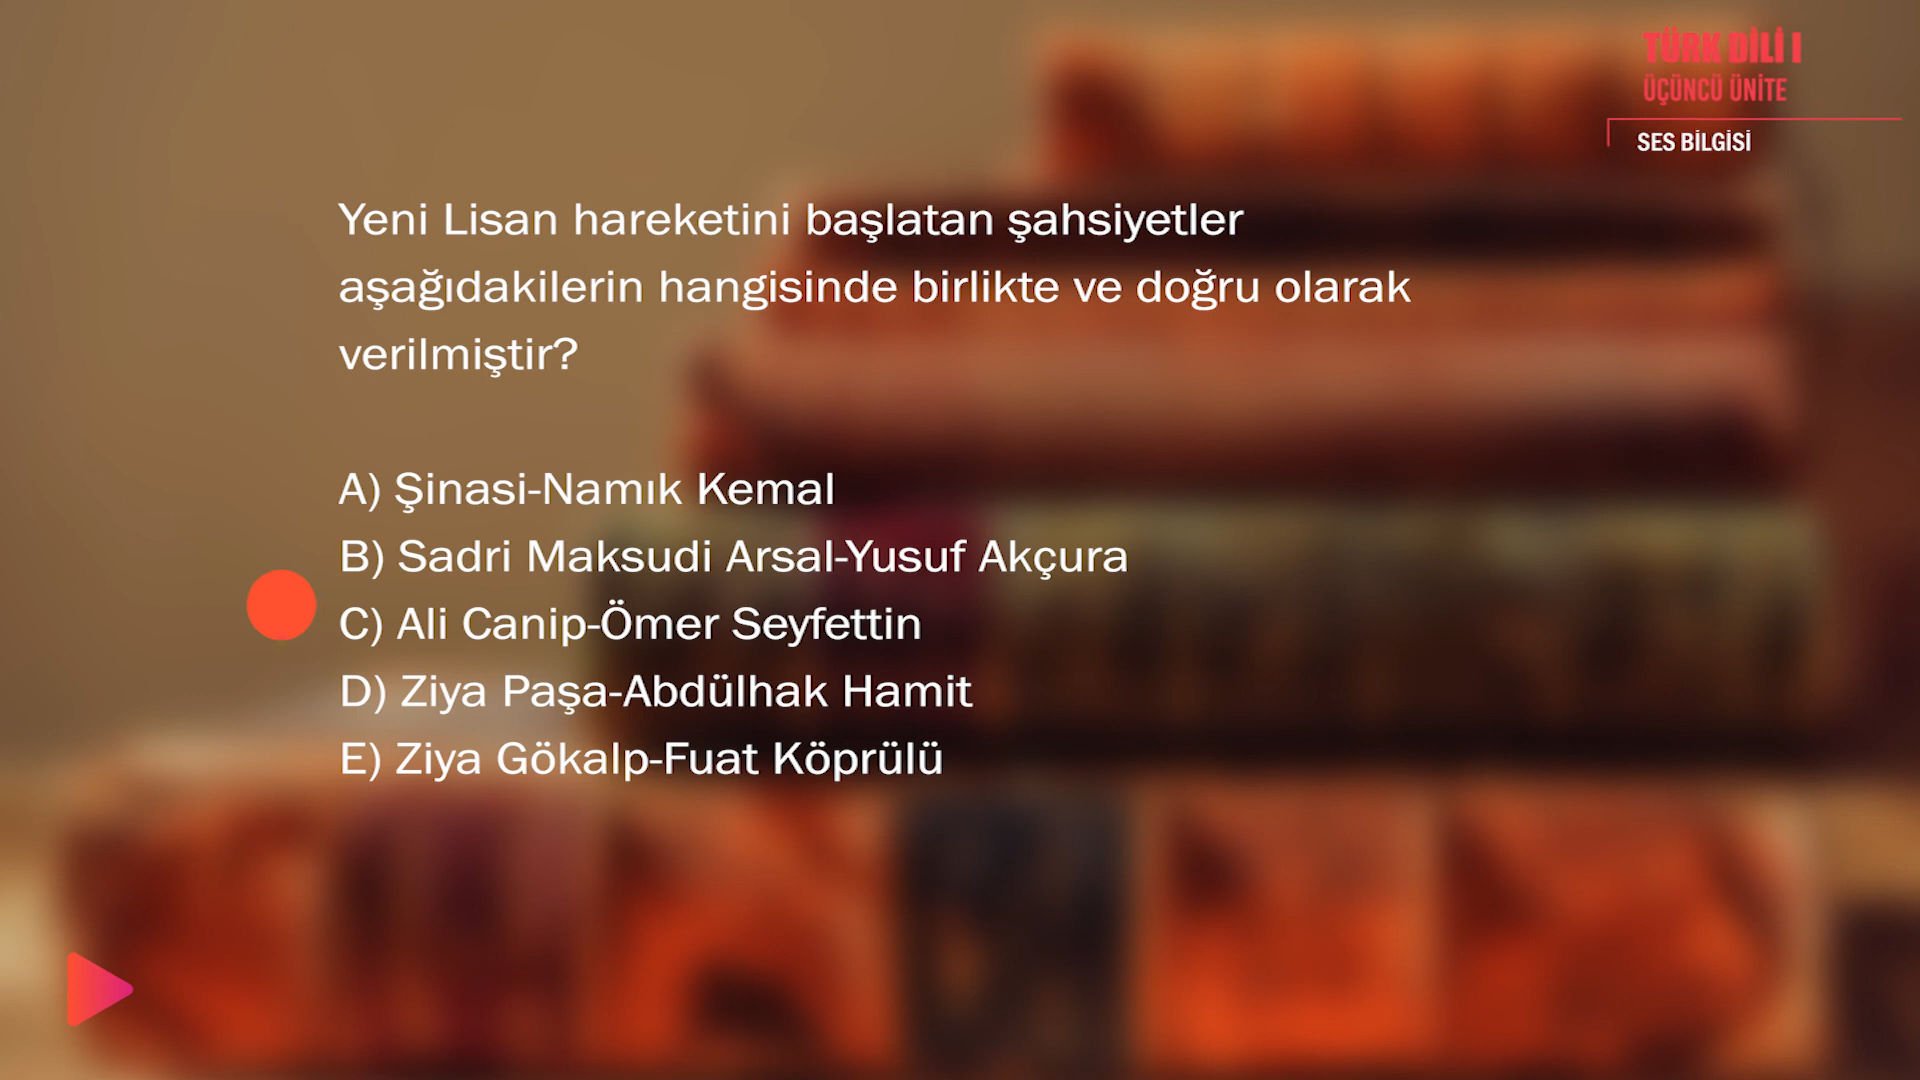 TÜRK DİLİ I
ÜÇÜNCÜ ÜNİTE
SES BİLGİSİ
Yeni Lisan hareketini başlatan şahsiyetler
aşağıdakilerin hangisinde birlikte ve doğru olarak
verilmiştir?
A) Şinasi-Namık Kemal
B) Sadri Maksudi Arsal-Yusuf Akçura
C) Ali Canip-Ömer Seyfettin
D) Ziya Paşa-Abdülhak Hamit
E) Ziya Gökalp-Fuat Köprülü